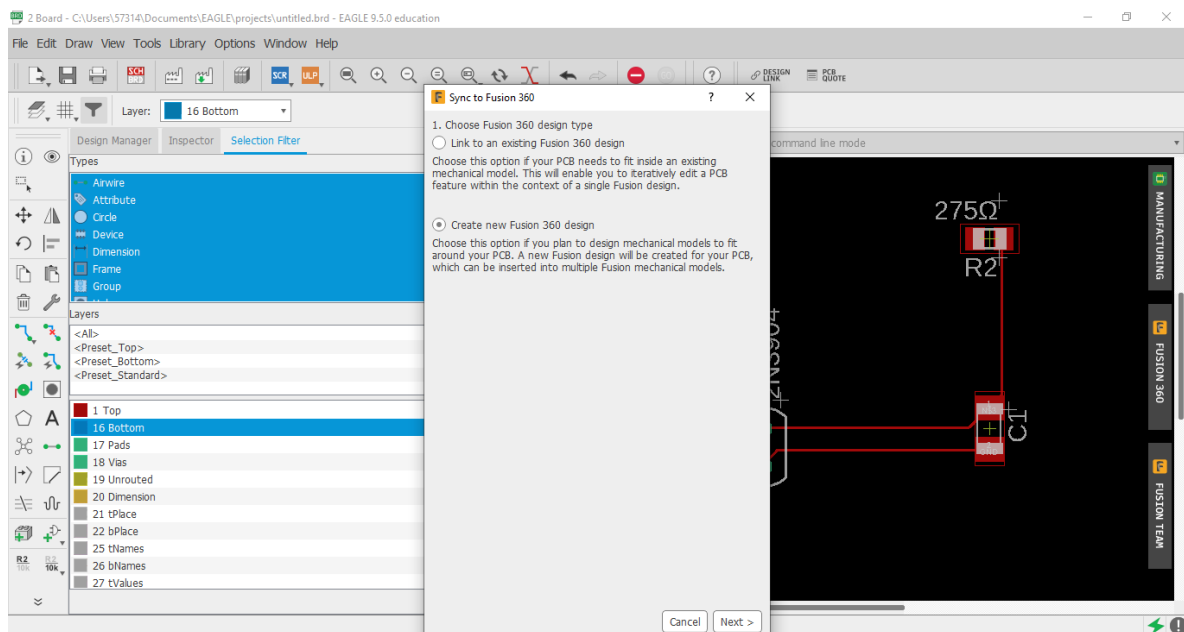 2 Board - C:\Users\57314\Documents\EAGLE\projects\untitled.brd - EAGLE 9.5.0 education
File Edit Draw View Tools Library Options Window Help
SCH
BRD
SCR
ULP
?
DESIGN LINK
PCB QUOTE
Layer: 16 Bottom
Design Manager Inspector Selection Filter
Types
Airwire
Attribute
Circle
Device
Dimension
Frame
Group
Layers
<All>
<Preset_Top>
<Preset_Bottom>
<Preset_Standard>
1 Top
16 Bottom
17 Pads
18 Vias
19 Unrouted
20 Dimension
21 tPlace
22 bPlace
25 tNames
26 bNames
27 tValues
R2
10k
R2
10k
F Sync to Fusion 360 ?
1. Choose Fusion 360 design type
Link to an existing Fusion 360 design
Choose this option if your PCB needs to fit inside an existing
mechanical model. This will enable you to iteratively edit a PCB
feature within the context of a single Fusion design.
Create new Fusion 360 design
Choose this option if you plan to design mechanical models to fit
around your PCB. A new Fusion design will be created for your PCB,
which can be inserted into multiple Fusion mechanical models.
Cancel Next >
command line mode
275Ω
R2
2N3904
C1
MANUFACTURING
F FUSION 360
F FUSION TEAM